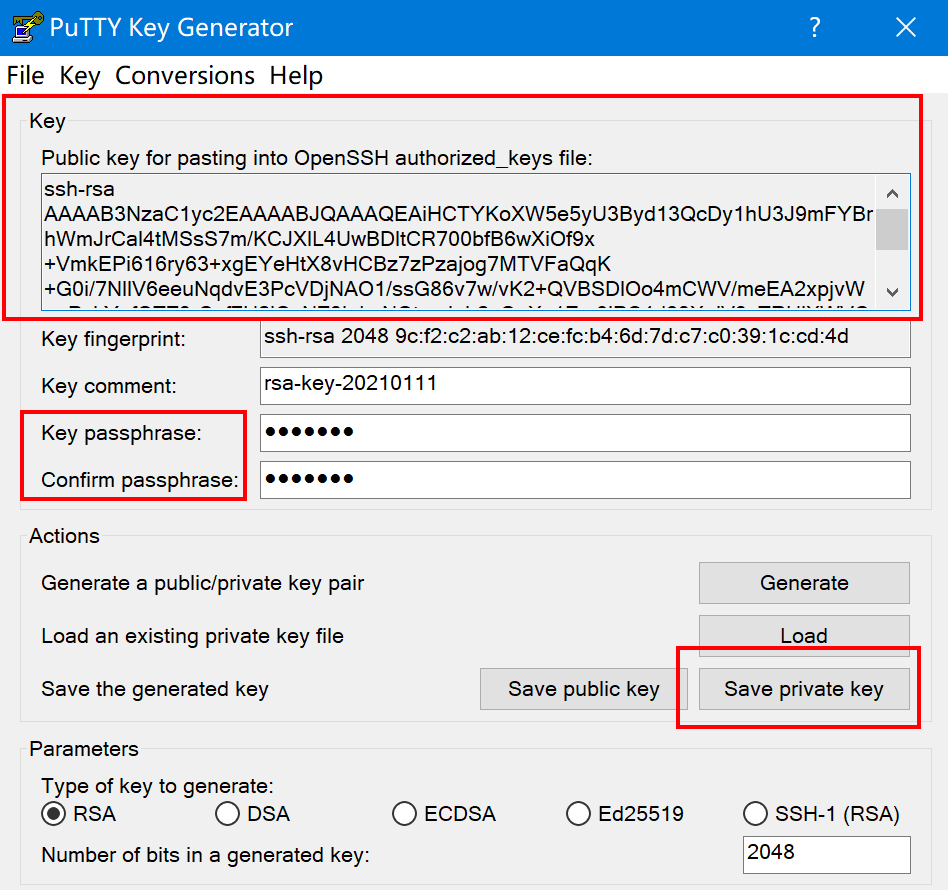 PuTTY Key Generator
File Key Conversions Help
Key
Public key for pasting into OpenSSH authorized_keys file:
ssh-rsa
AAAAB3NzaC1yc2EAAAABJQAAAQEAiHCTYKoXW5e5yU3Byd13QcDy1hU3J9mFYBr
hWmJrCal4tMSsS7m/KCJXIL4UwBDltCR700bfB6wXiOf9x
+VmkEPi616ry63+xgEYeHtX8vHCBz7zPzajog7MTVFaQqK
+G0i/7NIlV6eeuNqdvE3PcVDjNAO1/ssG86v7w/vK2+QVBSDlOo4mCWV/meEA2xpjvW
Key fingerprint:
ssh-rsa 2048 9c:f2:c2:ab:12:ce:fc:b4:6d:7d:c7:c0:39:1c:cd:4d
Key comment:
rsa-key-20210111
Key passphrase:
Confirm passphrase:
Actions
Generate a public/private key pair
Generate
Load an existing private key file
Load
Save the generated key
Save public key
Save private key
Parameters
Type of key to generate:
RSA DSA ECDSA Ed25519 SSH-1 (RSA)
Number of bits in a generated key:
2048